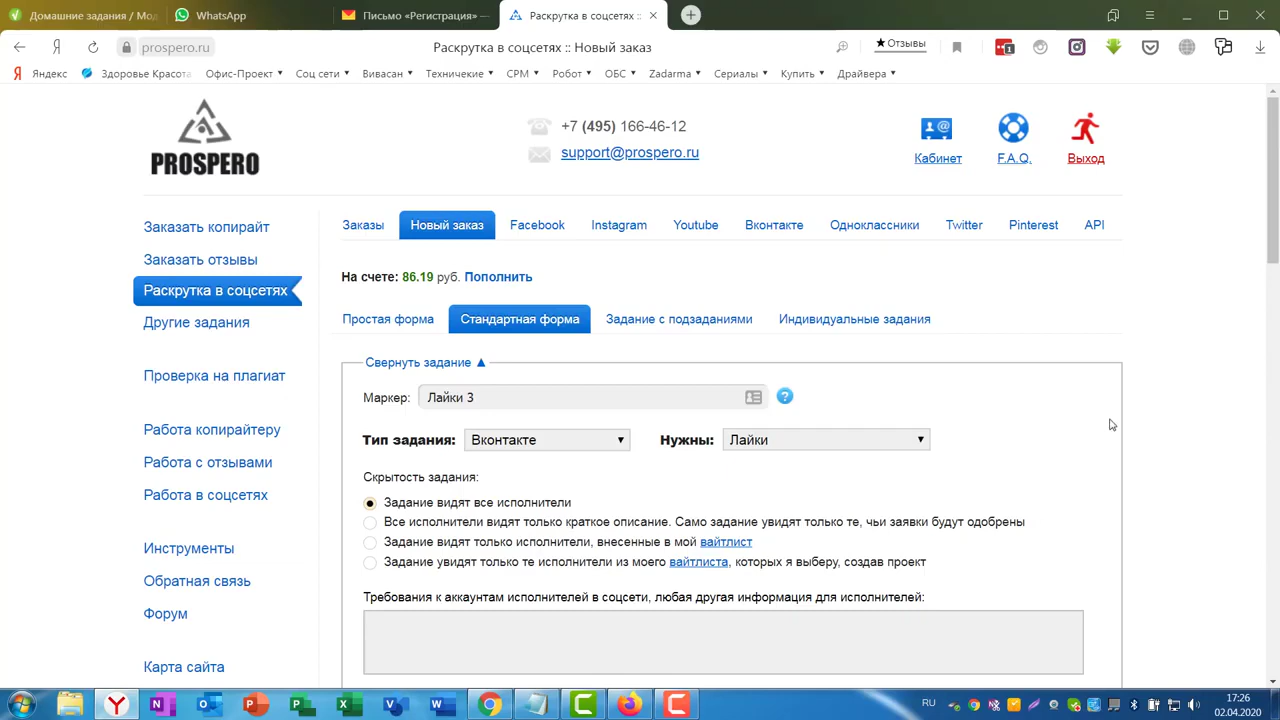 Домашние задания / Мод
WhatsApp
Письмо «Регистрация» —
Раскрутка в соцсетях ::
prospero.ru
Раскрутка в соцсетях :: Новый заказ
★Отзывы
1
Яндекс
Здоровье Красота
Офис-Проект
Соц сети
Вивасан
Техничекие
СРМ
Робот
ОБС
Zadarma
Сериалы
Купить
Драйвера
PROSPERO
+7 (495) 166-46-12
support@prospero.ru
Кабинет
F.A.Q.
Выход
Заказать копирайт
Заказать отзывы
Раскрутка в соцсетях
Другие задания
Проверка на плагиат
Работа копирайтеру
Работа с отзывами
Работа в соцсетях
Инструменты
Обратная связь
Форум
Карта сайта
Заказы
Новый заказ
Facebook
Instagram
Youtube
Вконтакте
Одноклассники
Twitter
Pinterest
API
На счете: 86.19 руб. Пополнить
Простая форма
Стандартная форма
Задание с подзаданиями
Индивидуальные задания
Свернуть задание ▲
Маркер: Лайки 3
Тип задания: Вконтакте
Нужны: Лайки
Скрытость задания:
Задание видят все исполнители
Все исполнители видят только краткое описание. Само задание увидят только те, чьи заявки будут одобрены
Задание видят только исполнители, внесенные в мой вайтлист
Задание увидят только те исполнители из моего вайтлиста, которых я выберу, создав проект
Требования к аккаунтам исполнителей в соцсети, любая другая информация для исполнителей:
RU
17:26
02.04.2020